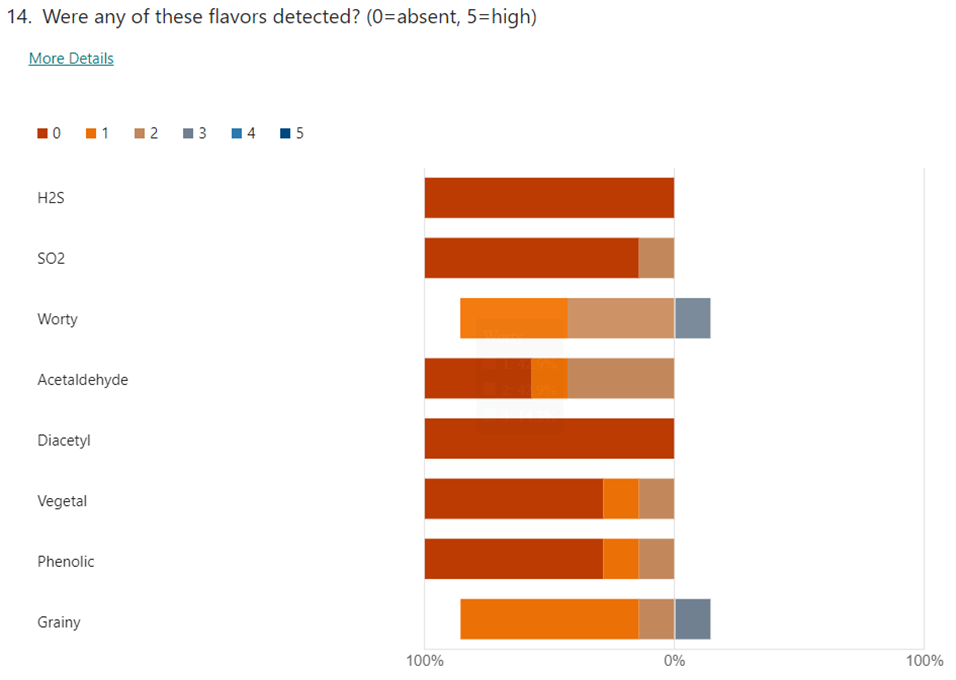 14. Were any of these flavors detected? (0=absent, 5=high)
More Details
0 1 2 3 4 5
H2S
SO2
Worty
Acetaldehyde
Diacetyl
Vegetal
Phenolic
Grainy
100% 0% 100%